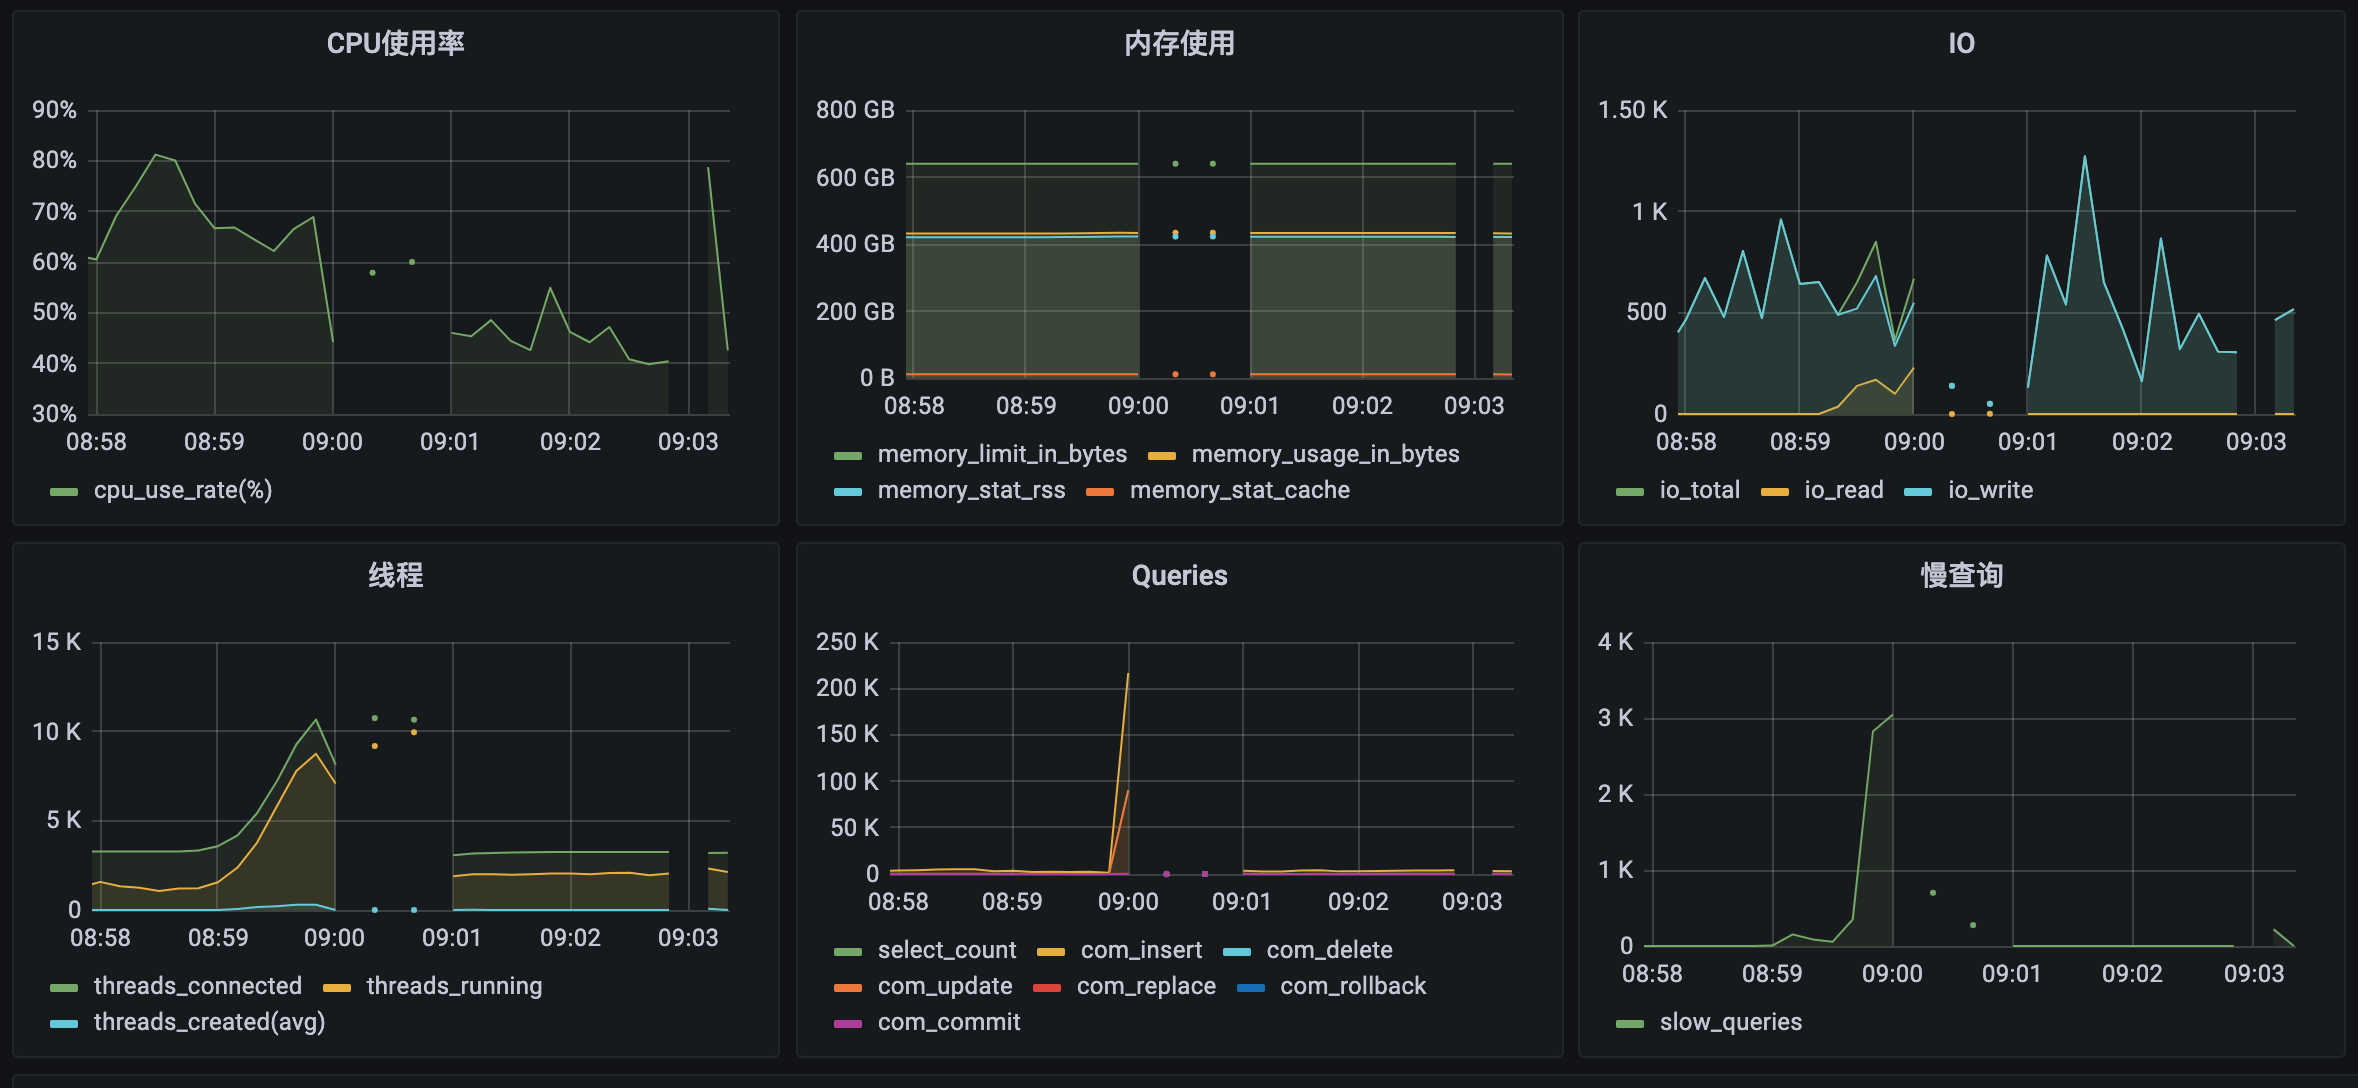 CPU使用率
90%
80%
70%
60%
50%
40%
30%
08:58 08:59 09:00 09:01 09:02 09:03
cpu_use_rate(%)
内存使用
800 GB
600 GB
400 GB
200 GB
0 B
08:58 08:59 09:00 09:01 09:02 09:03
memory_limit_in_bytes memory_usage_in_bytes
memory_stat_rss memory_stat_cache
IO
1.50 K
1 K
500
0
08:58 08:59 09:00 09:01 09:02 09:03
io_total io_read io_write
线程
15 K
10 K
5 K
0
08:58 08:59 09:00 09:01 09:02 09:03
threads_connected threads_running
threads_created(avg)
Queries
250 K
200 K
150 K
100 K
50 K
0
08:58 08:59 09:00 09:01 09:02 09:03
select_count com_insert com_delete
com_update com_replace com_rollback
com_commit
慢查询
4 K
3 K
2 K
1 K
0
08:58 08:59 09:00 09:01 09:02 09:03
slow_queries